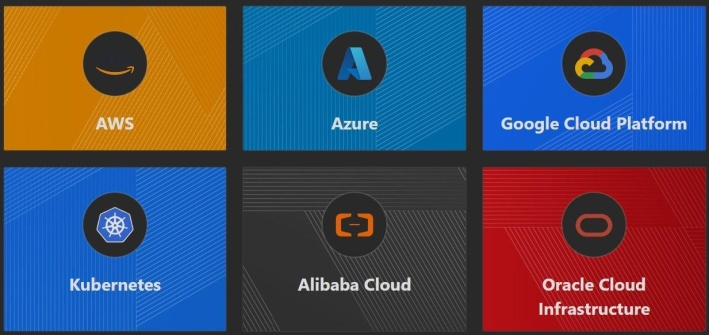 AWS
Azure
Google Cloud Platform
Kubernetes
Alibaba Cloud
Oracle Cloud
Infrastructure